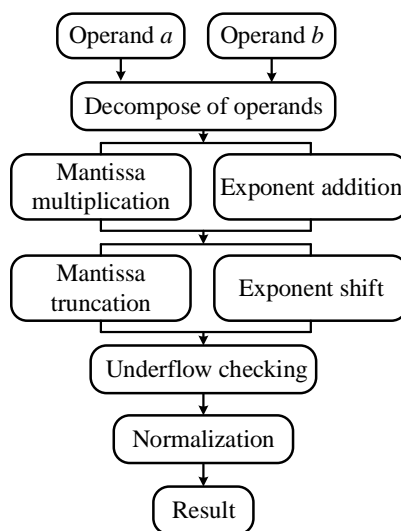 Operand a
Operand b
Decompose of operands
Mantissa
multiplication
Exponent addition
Mantissa
truncation
Exponent shift
Underflow checking
Normalization
Result